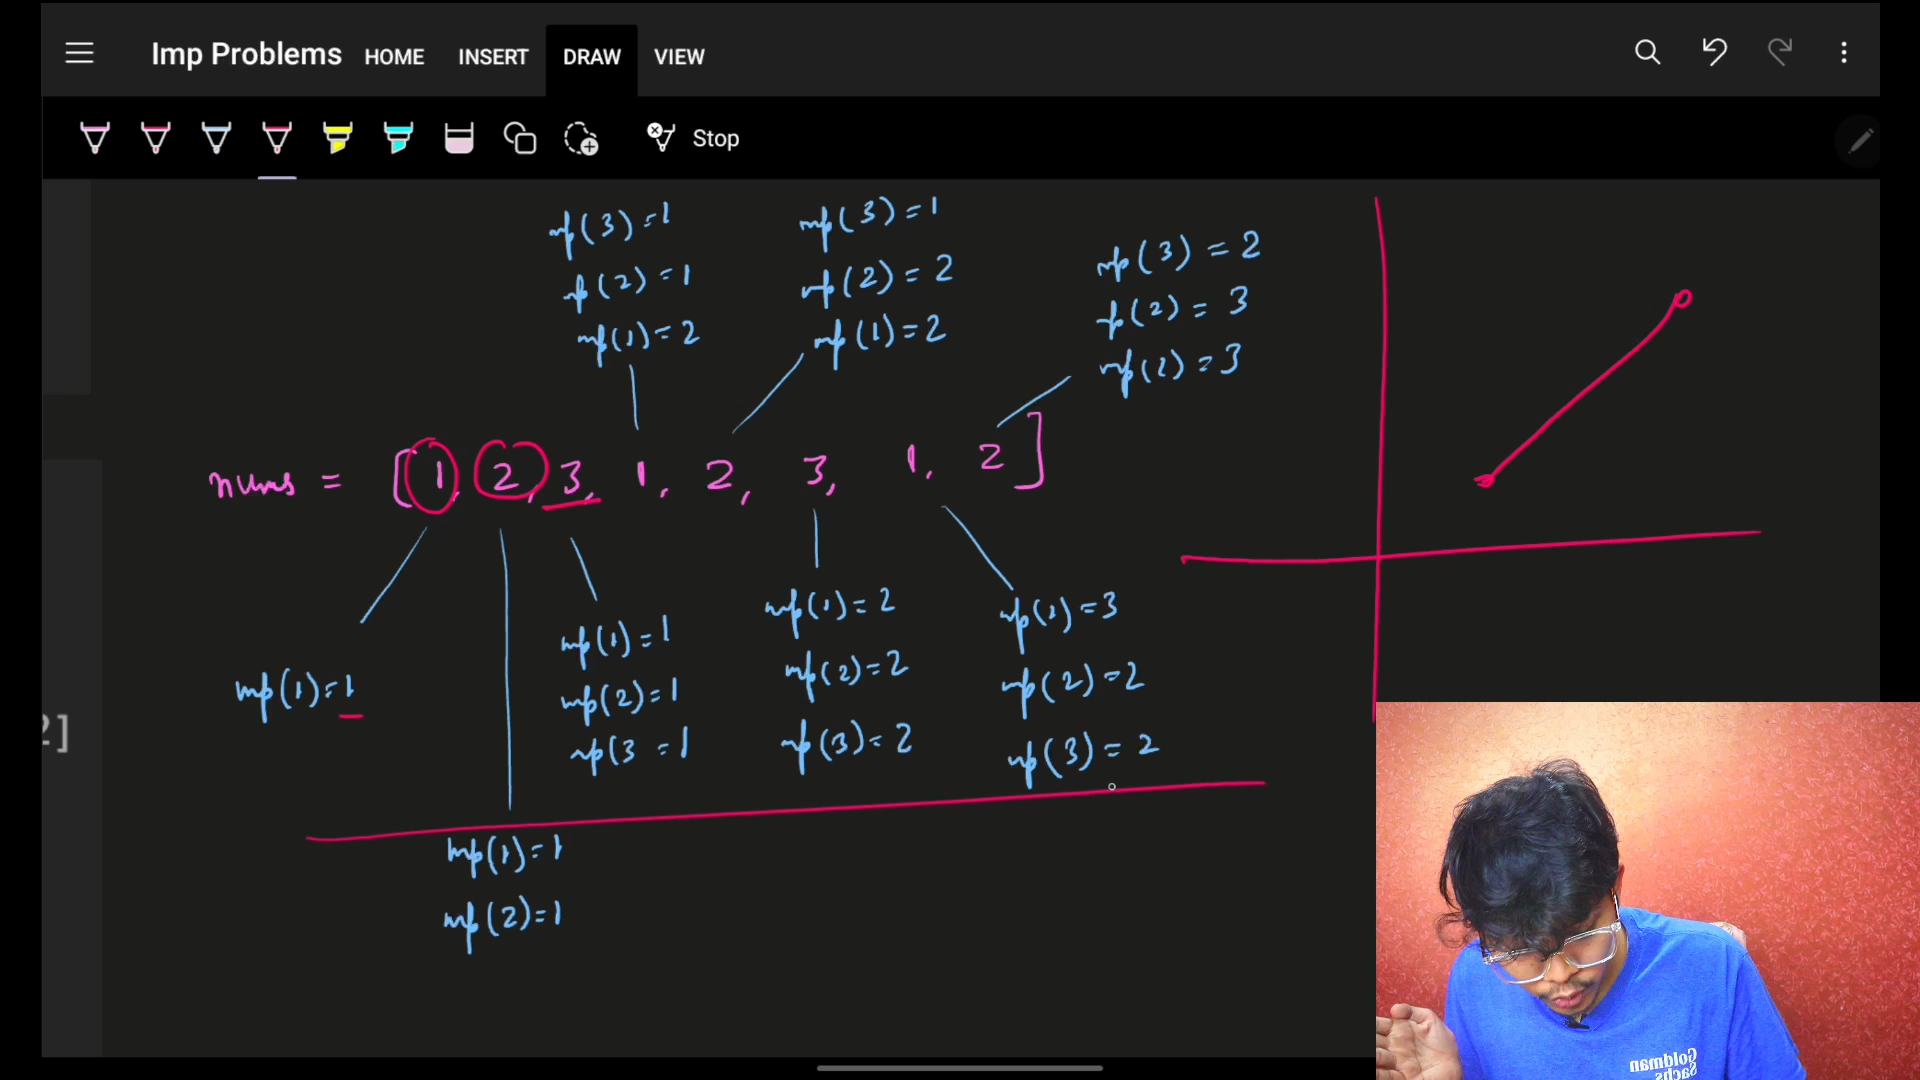 Imp Problems HOME INSERT DRAW VIEW
Stop
mp(3)=1
mp(2)=1
mp(1)=2
mp(3)=1
mp(2)=2
mp(1)=2
mp(3)=2
mp(2)=3
mp(2)=3
nums = [1, 2, 3, 1, 2, 3, 1, 2]
mp(1)=1
mp(1)=1
mp(2)=1
mp(3 =1
mp(1)=2
mp(2)=2
mp(3)=2
mp(1)=3
mp(2)=2
mp(3)=2
2]
mp(1)=1
mp(2)=1
Goldman
Sachs